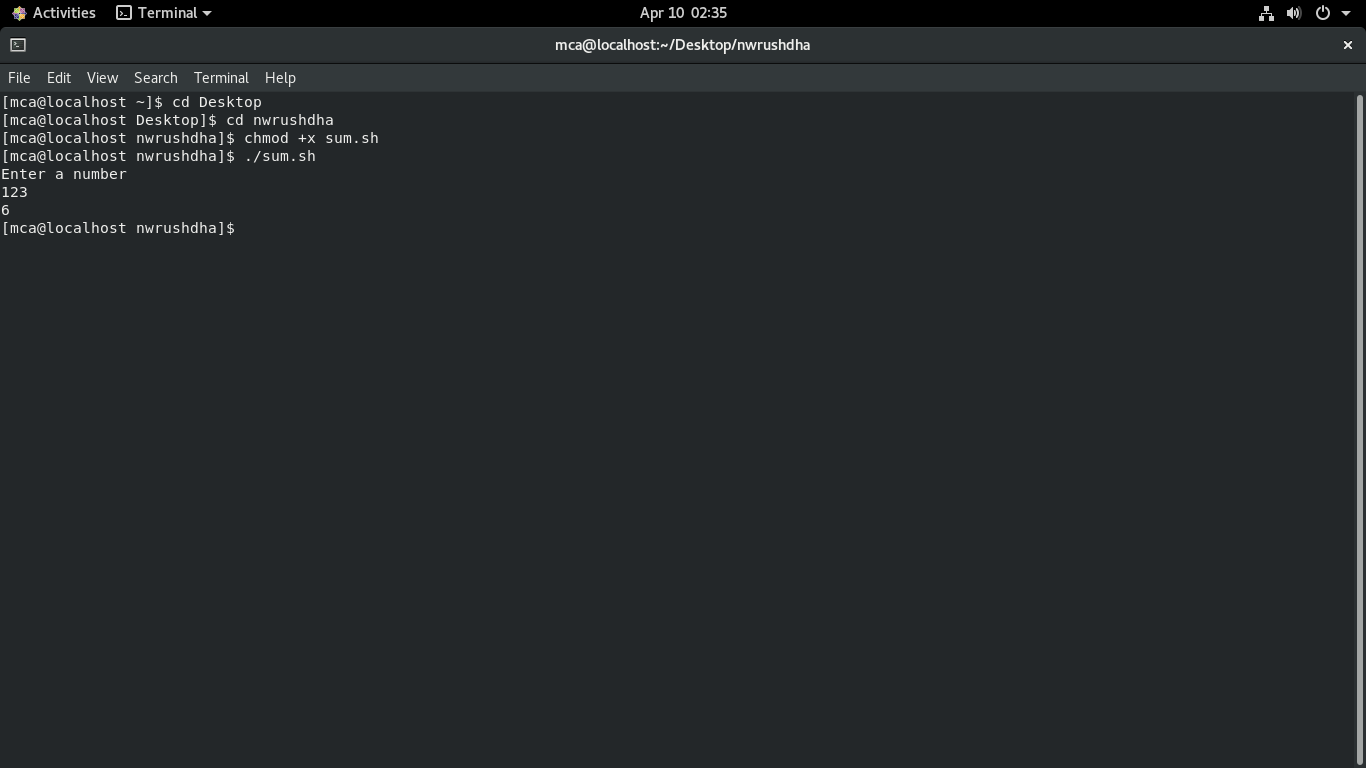 Activities Terminal Apr 10 02:35
mca@localhost:~/Desktop/nwrushdha ×
File Edit View Search Terminal Help
[mca@localhost ~]$ cd Desktop
[mca@localhost Desktop]$ cd nwrushdha
[mca@localhost nwrushdha]$ chmod +x sum.sh
[mca@localhost nwrushdha]$ ./sum.sh
Enter a number
123
6
[mca@localhost nwrushdha]$